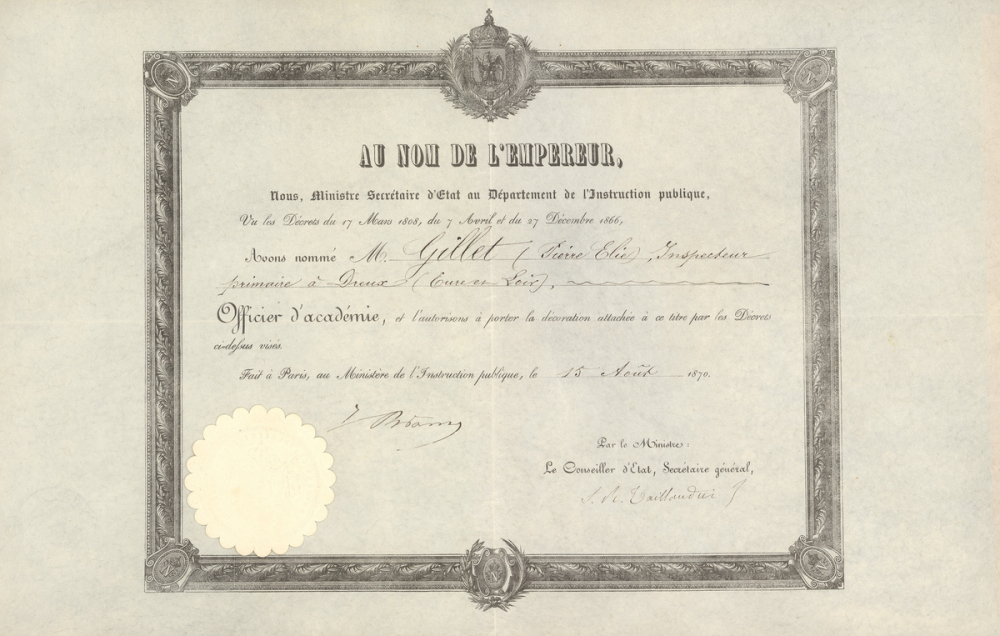 AU NOM DE L'EMPEREUR,
Nous, Ministre Secrétaire d'Etat au Département de l'Instruction publique,
Vu les Décrets du 17 Mars 1808, du 7 Avril et du 27 Décembre 1866,
Avons nommé M. Gillet (Pierre Elie), Inspecteur
primaire à Dreux (Eure et Loir),
Officier d'académie, et l'autorisons à porter la décoration attachée à ce titre par les Décrets
ci-dessus visés.
Fait à Paris, au Ministère de l'Instruction publique, le 15 Août 1870.
Par le Ministre:
Le Conseiller d'Etat, Secrétaire général,